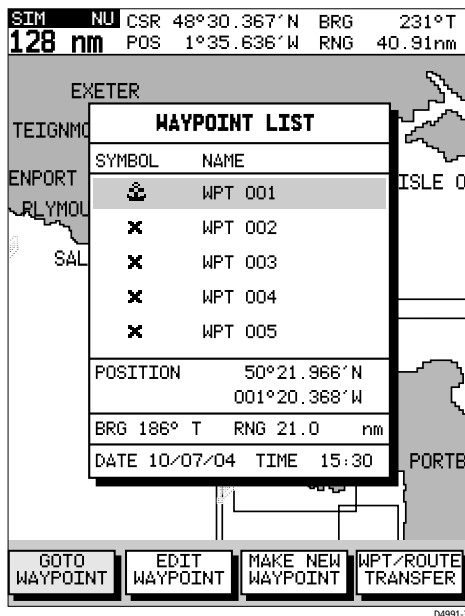 SIM NU CSR 48°30.367'N BRG 231°T
128 nm POS 1°35.636'W RNG 40.91nm
EXETER
TEIGNMO
ENPORT
PLYMOU
SAL
ISLE O
PORTB
WAYPOINT LIST
SYMBOL NAME
WPT 001
WPT 002
WPT 003
WPT 004
WPT 005
POSITION 50°21.966'N
001°20.368'W
BRG 186° T RNG 21.0 nm
DATE 10/07/04 TIME 15:30
GOTO WAYPOINT
EDIT WAYPOINT
MAKE NEW WAYPOINT
WPT/ROUTE TRANSFER